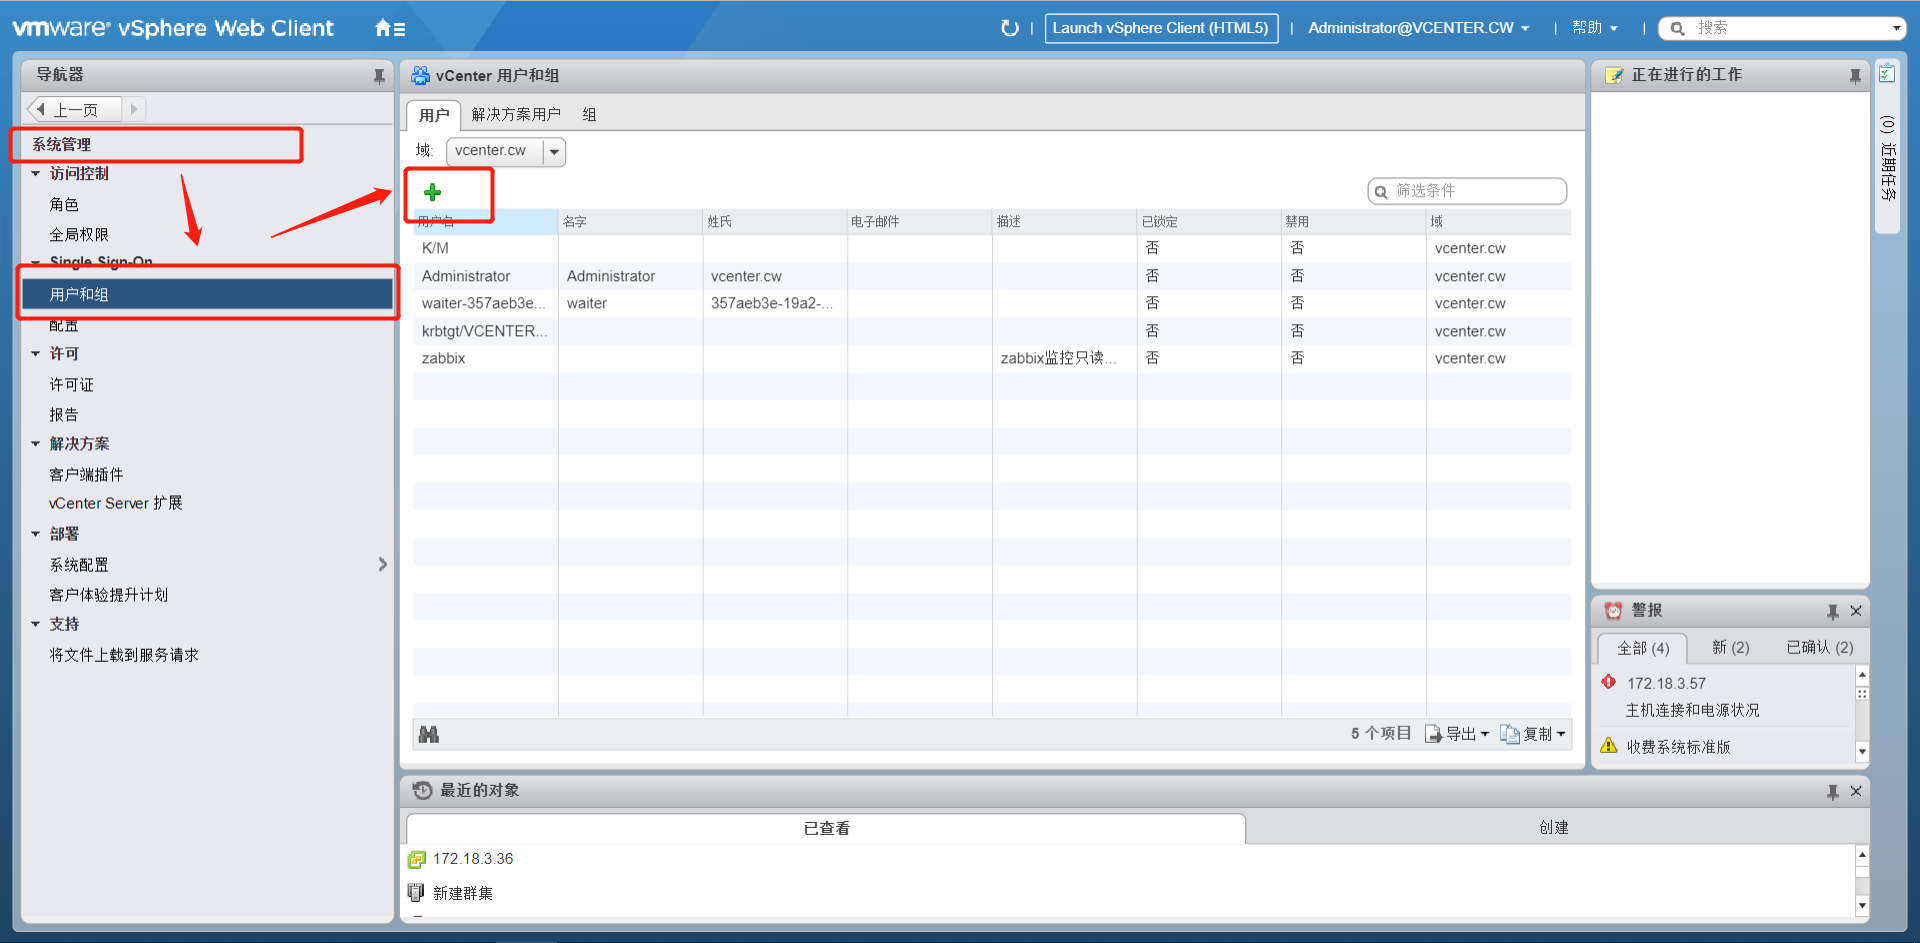 vmware® vSphere Web Client
Launch vSphere Client (HTML5)
Administrator@VCENTER.CW
帮助
搜索
导航器
上一页
系统管理
访问控制
角色
全局权限
Single Sign-On
用户和组
配置
许可
许可证
报告
解决方案
客户端插件
vCenter Server 扩展
部署
系统配置
客户体验提升计划
支持
将文件上载到服务请求
vCenter 用户和组
用户 解决方案用户 组
域: vcenter.cw
筛选条件
用户名 名字 姓氏 电子邮件 描述 已锁定 禁用 域
K/M 否 否 vcenter.cw
Administrator Administrator vcenter.cw 否 否 vcenter.cw
waiter-357aeb3e... waiter 357aeb3e-19a2-... 否 否 vcenter.cw
krbtgt/VCENTER... 否 否 vcenter.cw
zabbix zabbix监控只读... 否 否 vcenter.cw
5 个项目 导出 复制
最近的对象
已查看 创建
172.18.3.36
新建群集
正在进行的工作
警报
全部 (4) 新 (2) 已确认 (2)
172.18.3.57
主机连接和电源状况
收费系统标准版
(0) 近期任务